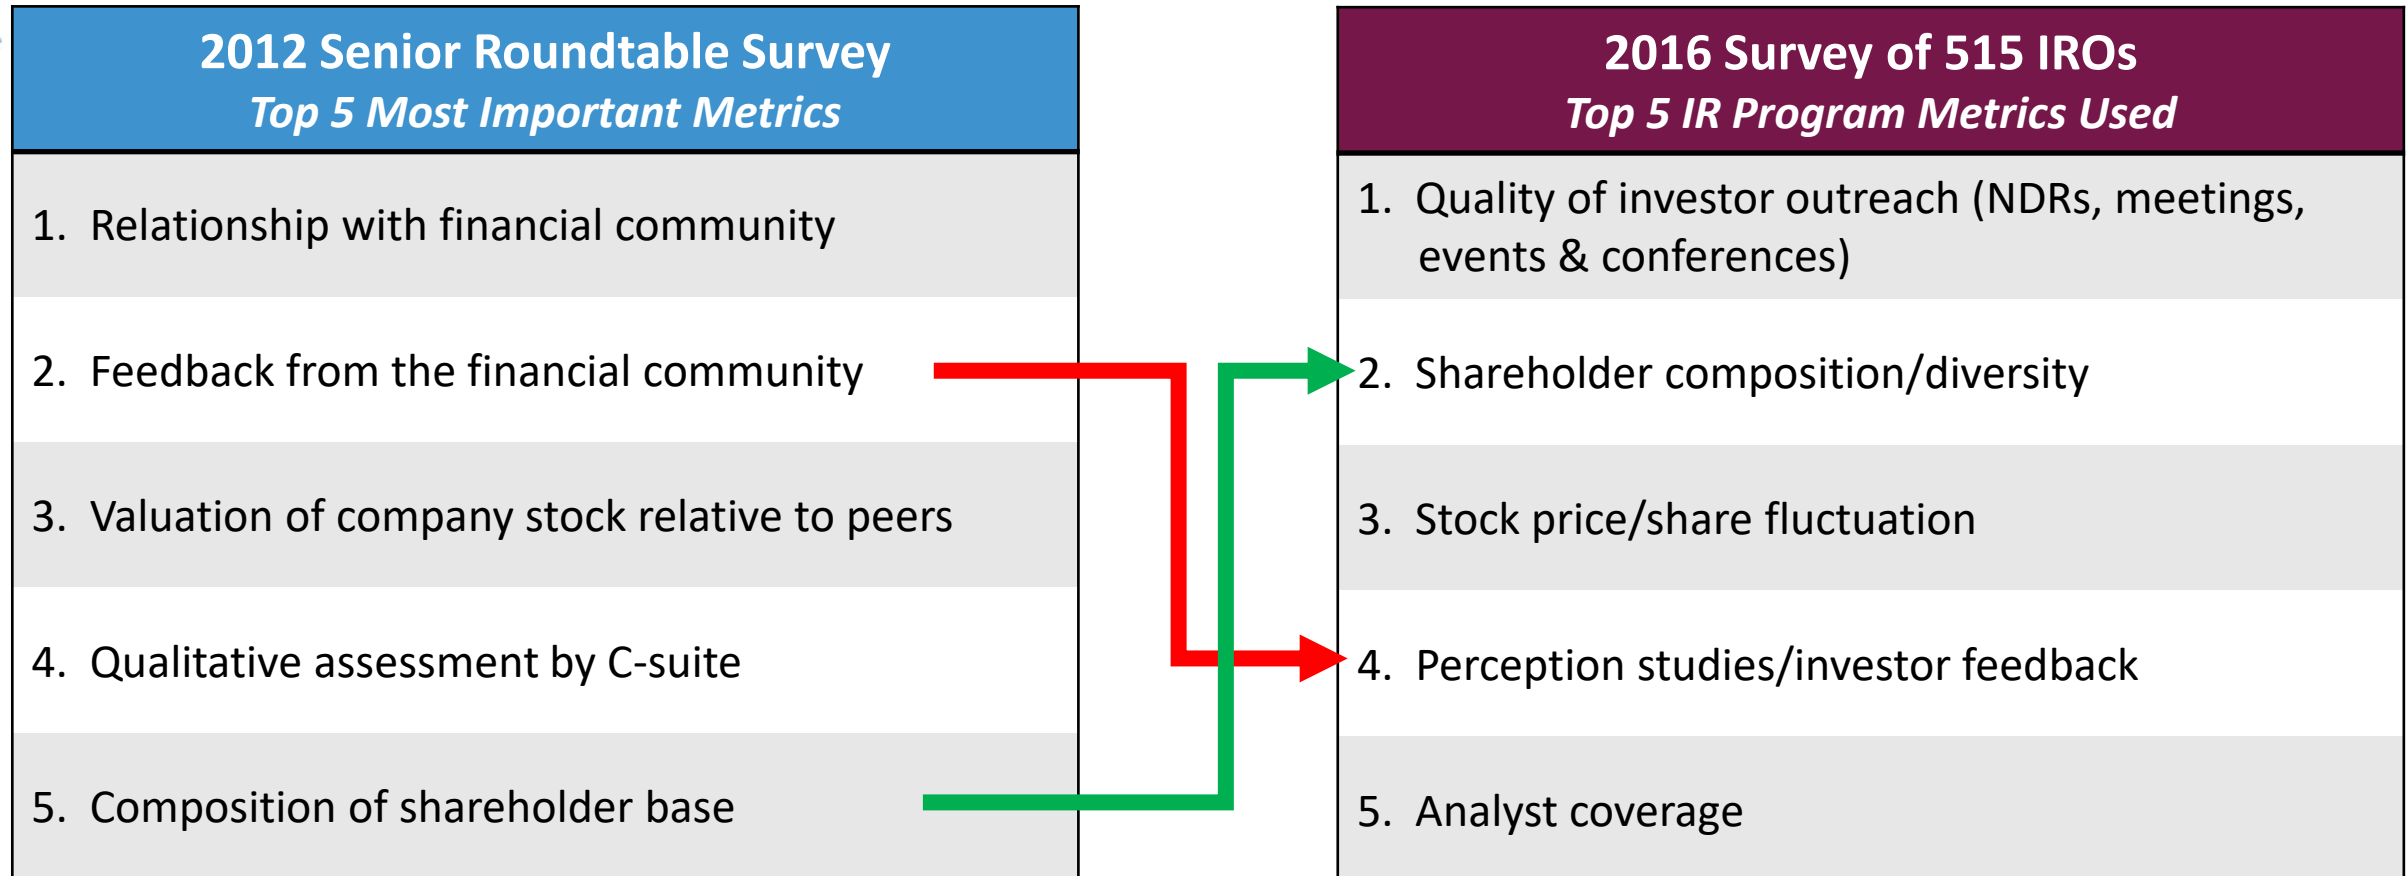 2012 Senior Roundtable Survey
Top 5 Most Important Metrics
1. Relationship with financial community
2. Feedback from the financial community
3. Valuation of company stock relative to peers
4. Qualitative assessment by C-suite
5. Composition of shareholder base
2016 Survey of 515 IROs
Top 5 IR Program Metrics Used
1. Quality of investor outreach (NDRs, meetings,
events & conferences)
2. Shareholder composition/diversity
3. Stock price/share fluctuation
4. Perception studies/investor feedback
5. Analyst coverage